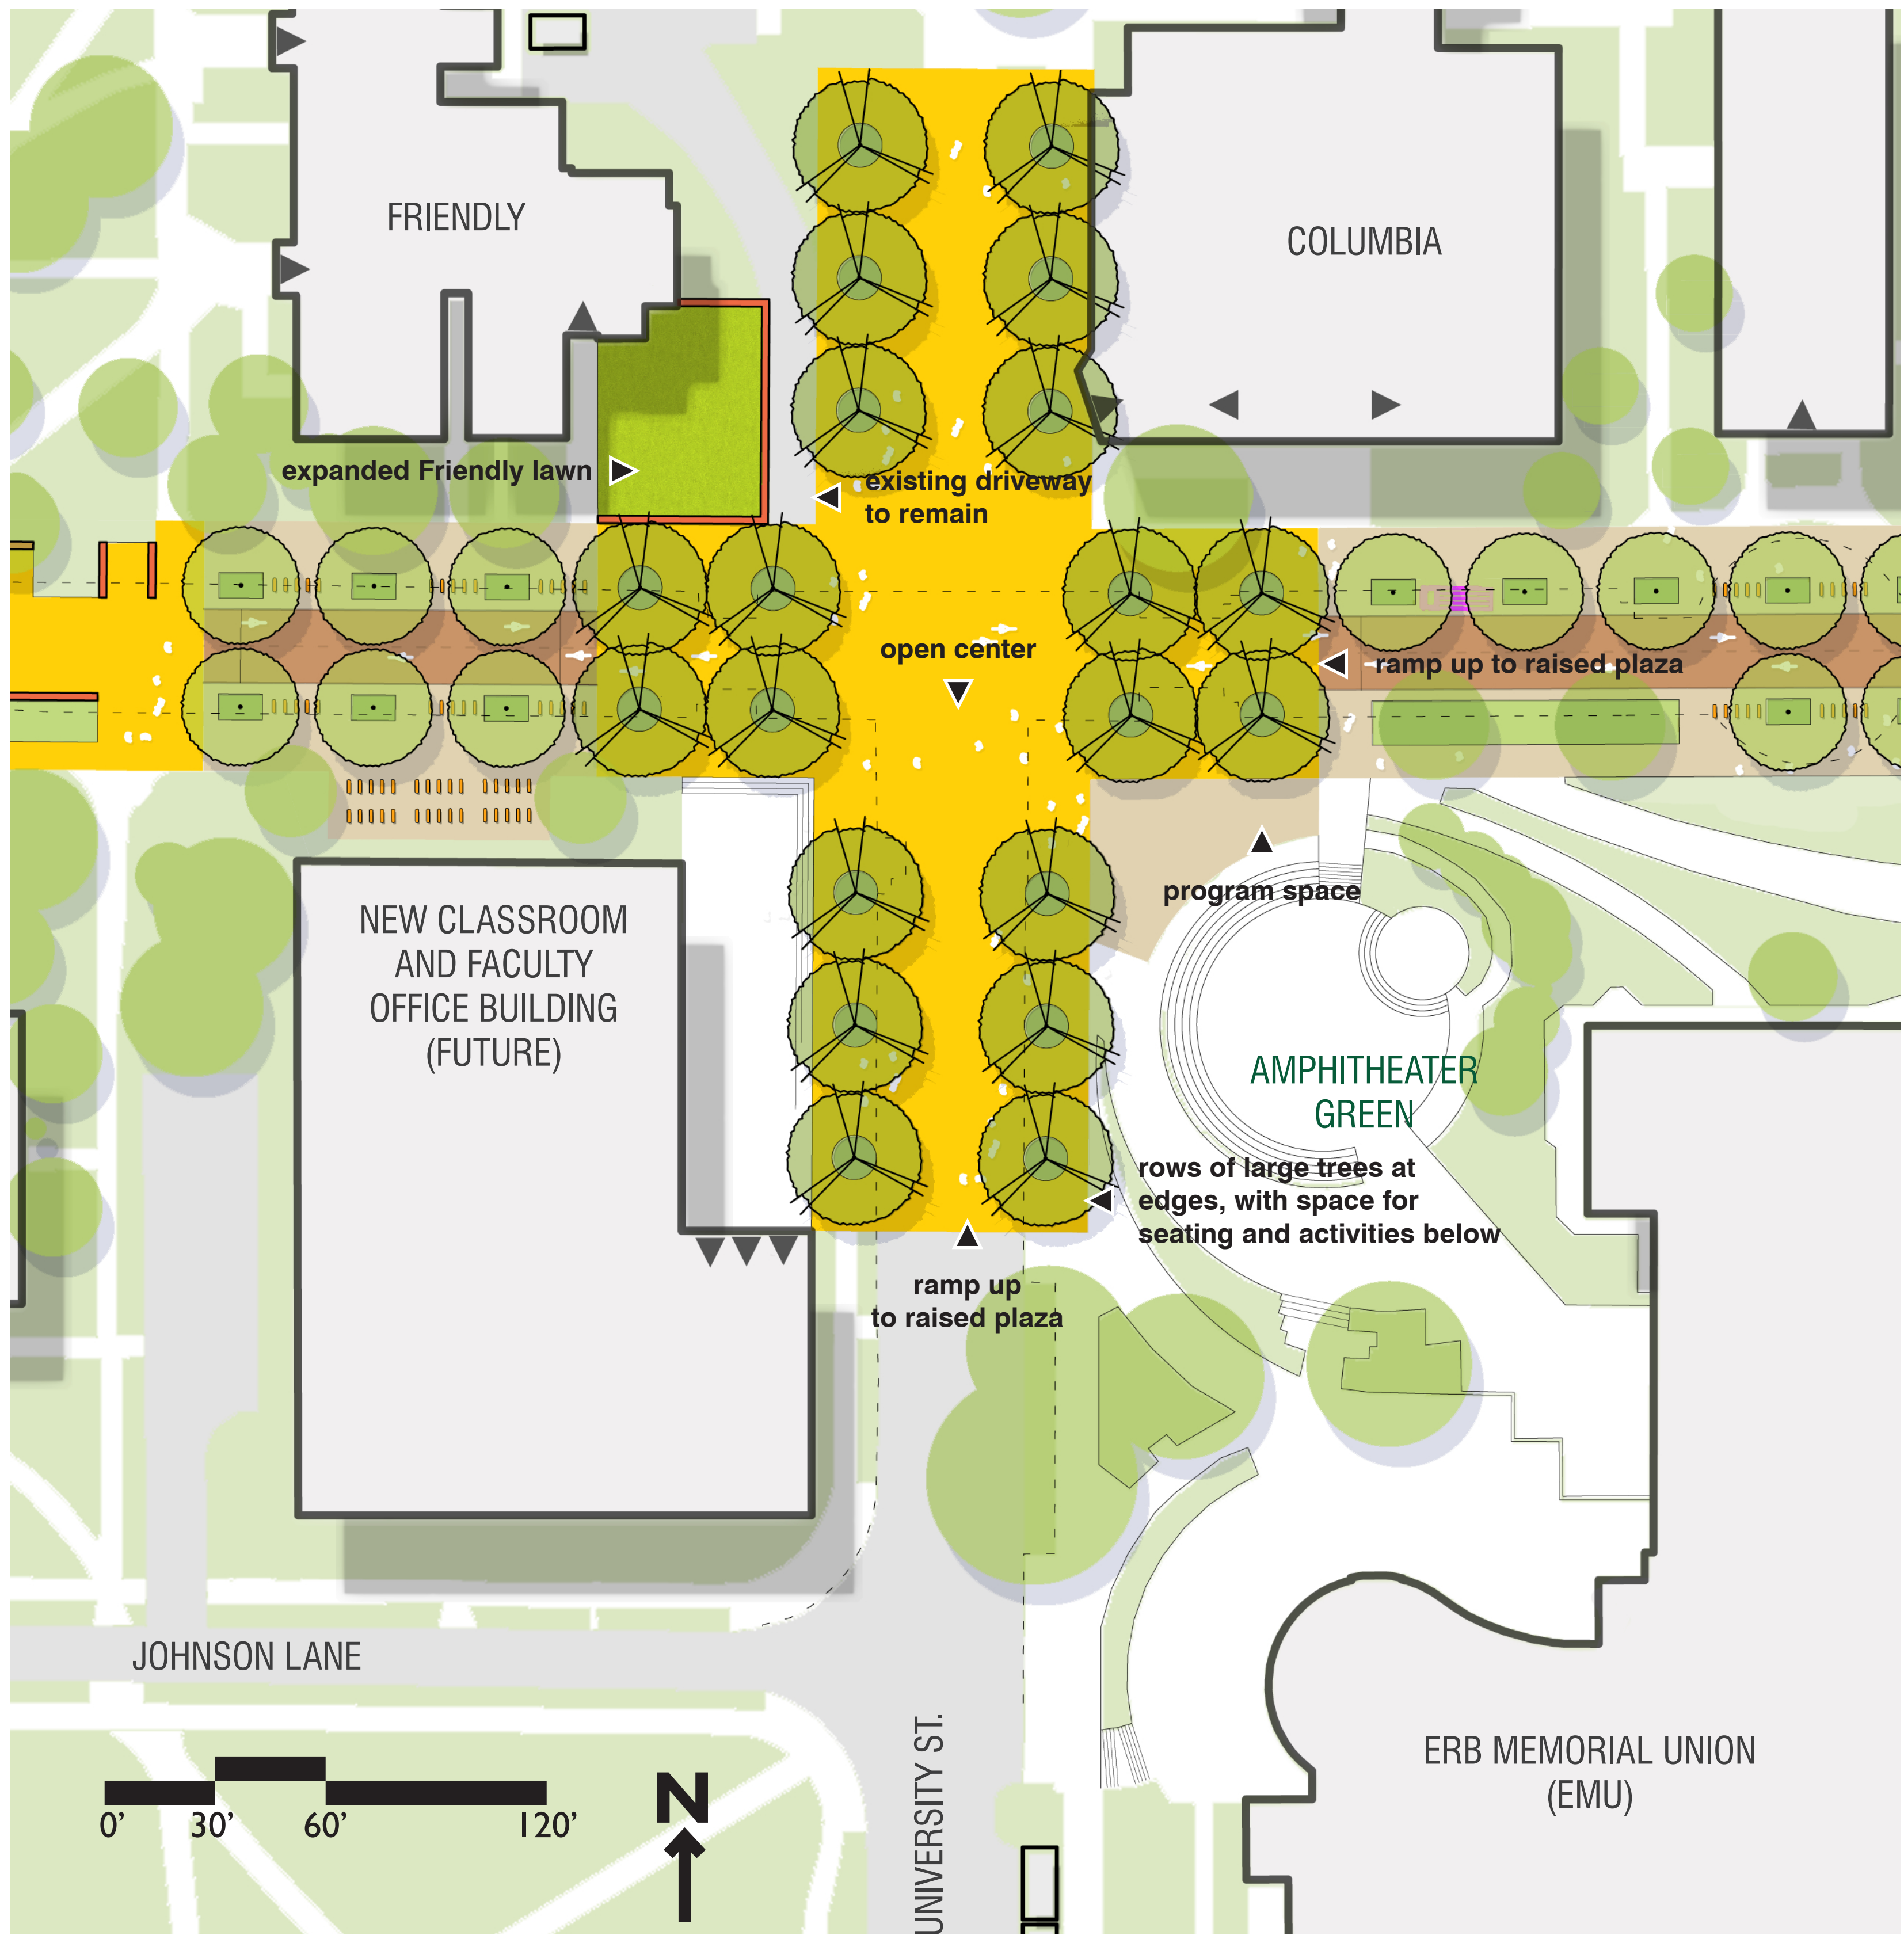 FRIENDLY
COLUMBIA
expanded Friendly lawn
existing driveway
to remain
open center
ramp up to raised plaza
program space
NEW CLASSROOM
AND FACULTY
OFFICE BUILDING
(FUTURE)
AMPHITHEATER
GREEN
rows of large trees at
edges, with space for
seating and activities below
ramp up
to raised plaza
JOHNSON LANE
UNIVERSITY ST.
ERB MEMORIAL UNION
(EMU)
0’ 30’ 60’ 120’
N